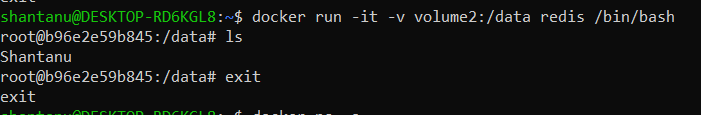 exit
shantanu@DESKTOP-RD6KGL8:~$ docker run -it -v volume2:/data redis /bin/bash
root@b96e2e59b845:/data# ls
Shantanu
root@b96e2e59b845:/data# exit
exit
shantanu@DESKTOP-RD6KGL8:~$ docker ps -a